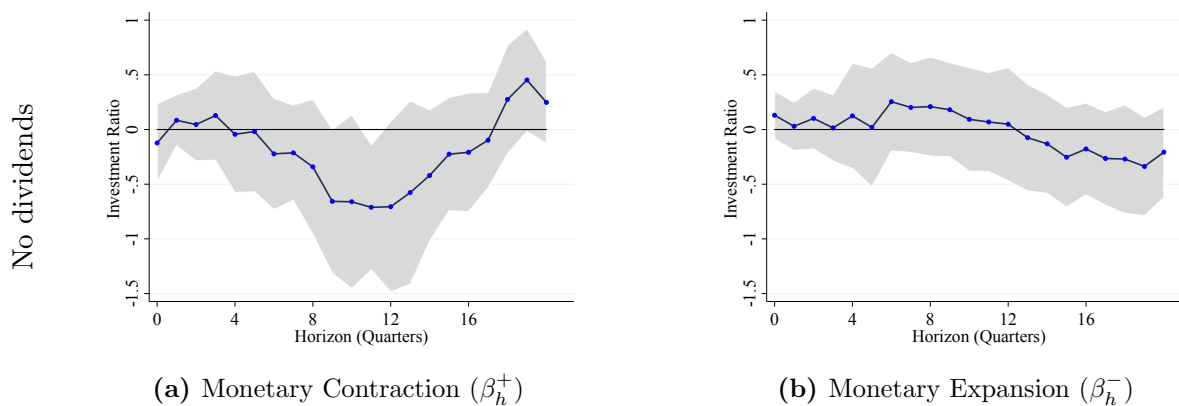 No dividends
Investment Ratio
1
.5
0
-.5
-1
-1.5
0 4 8 12 16
Horizon (Quarters)
(a) Monetary Contraction (β_h^+)
Investment Ratio
1
.5
0
-.5
-1
-1.5
0 4 8 12 16
Horizon (Quarters)
(b) Monetary Expansion (β_h^-)